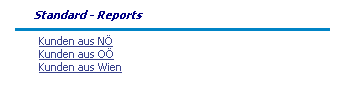 Standard - Reports
Kunden aus NÖ
Kunden aus OÖ
Kunden aus Wien